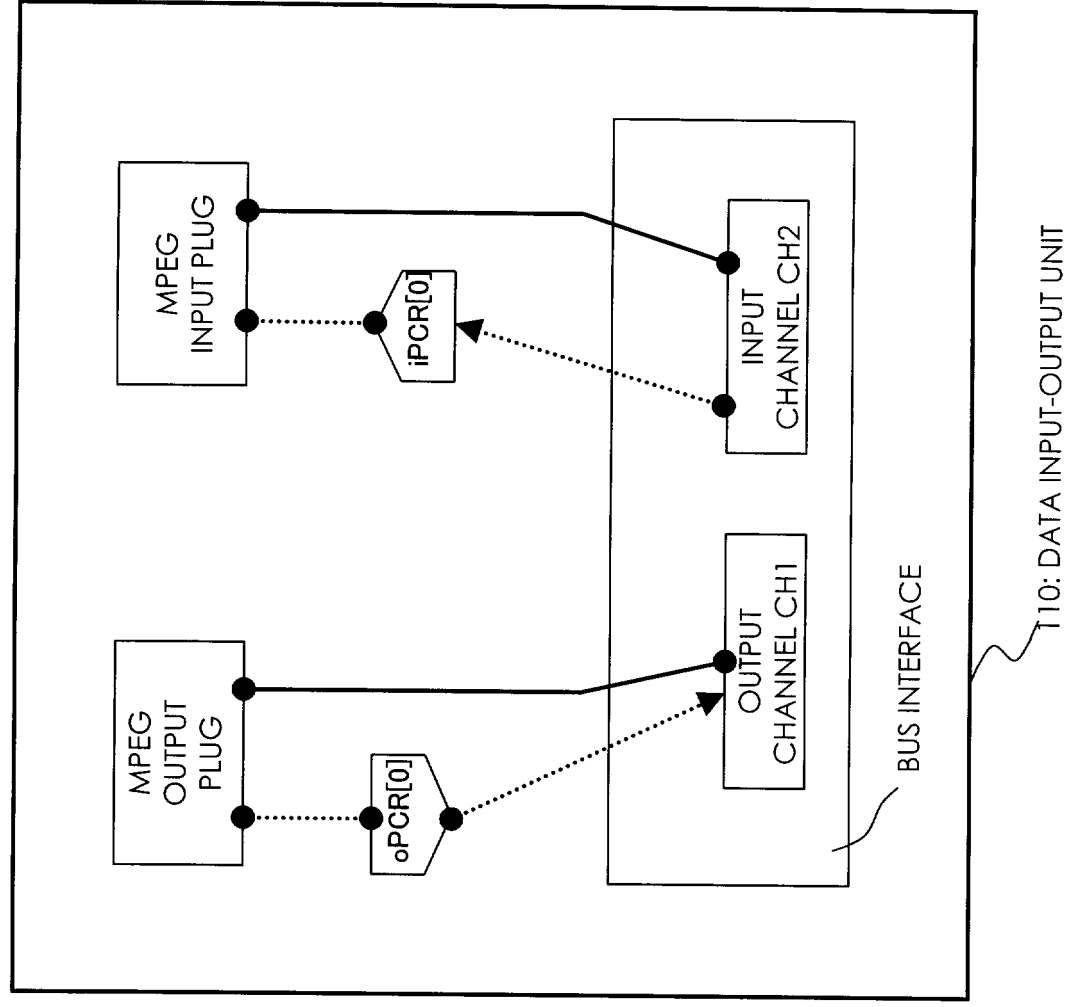 MPEG
OUTPUT
PLUG
MPEG
INPUT PLUG
oPCR[0]
iPCR[0]
OUTPUT
CHANNEL CH1
INPUT
CHANNEL CH2
BUS INTERFACE
110: DATA INPUT-OUTPUT UNIT